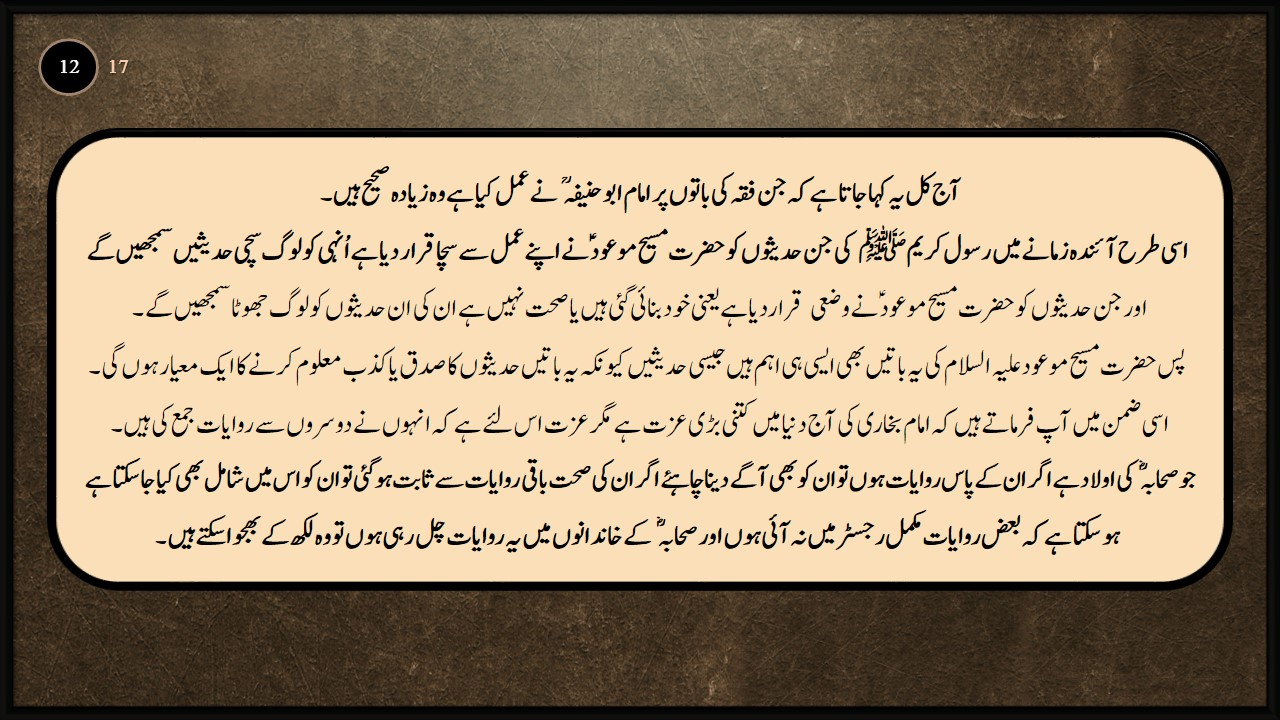 12 17
آج کل یہ کہا جاتا ہے کہ جن فقہ کی باتوں پر امام ابو حنیفہؒ نے عمل کیا ہے وہ زیادہ صحیح ہیں۔
اسی طرح آئندہ زمانے میں رسول کریم ﷺ کی جن حدیثوں کو حضرت مسیح موعودؑ نے اپنے عمل سے سچا قرار دیا ہے اُنہی کو لوگ سچی حدیثیں سمجھیں گے
اور جن حدیثوں کو حضرت مسیح موعودؑ نے وضعی قرار دیا ہے یعنی خود بنائی گئی ہیں یا صحت نہیں ہے ان کی ان حدیثوں کو لوگ جھوٹا سمجھیں گے۔
پس حضرت مسیح موعود علیہ السلام کی یہ باتیں بھی ایسی ہی اہم ہیں جیسی حدیثیں کیونکہ یہ باتیں حدیثوں کا صدق یا کذب معلوم کرنے کا ایک معیار ہوں گی۔
اسی ضمن میں آپ فرماتے ہیں کہ امام بخاری کی آج دنیا میں کتنی بڑی عزت ہے مگر عزت اس لئے ہے کہ انہوں نے دوسروں سے روایات جمع کی ہیں۔
جو صحابہؓ کی اولاد ہے اگر ان کے پاس روایات ہوں تو ان کو بھی آگے دینا چاہئے اگر ان کی صحت باقی روایات سے ثابت ہو گئی تو ان کو اس میں شامل بھی کیا جا سکتا ہے
ہو سکتا ہے کہ بعض روایات مکمل رجسٹر میں نہ آئی ہوں اور صحابہؓ کے خاندانوں میں یہ روایات چل رہی ہوں تو وہ لکھ کے بھجوا سکتے ہیں۔